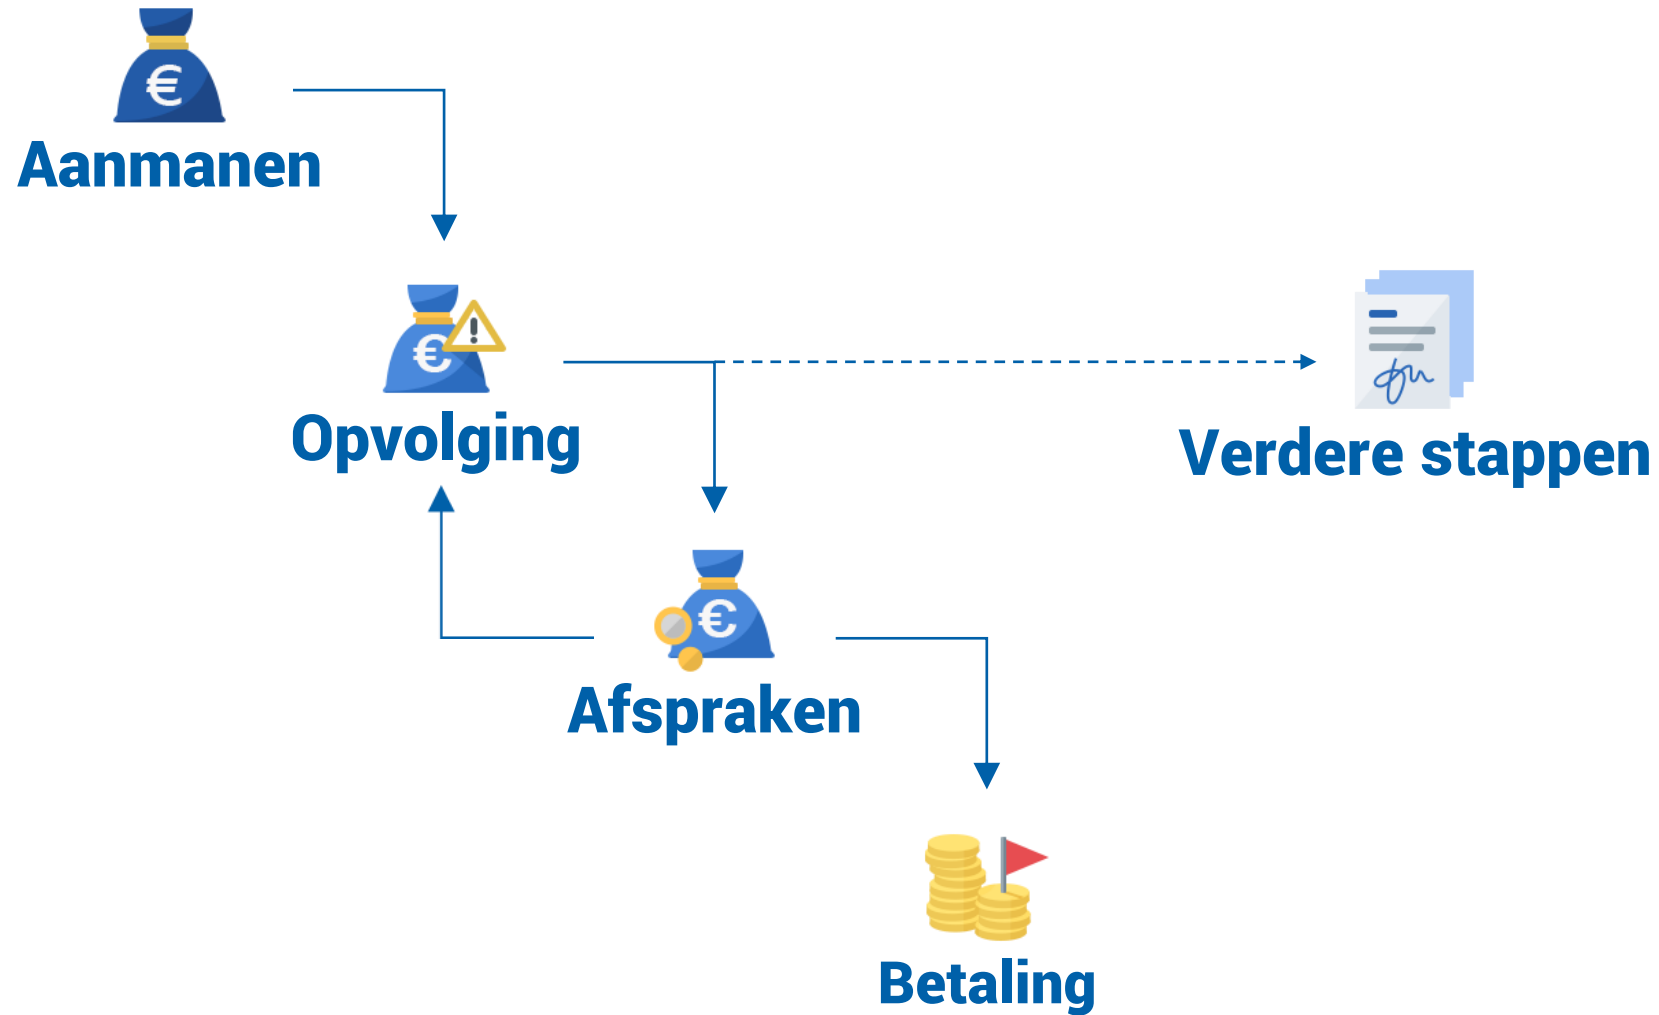 €
Aanmanen
€
Opvolging
Verdere stappen
€
Afspraken
Betaling